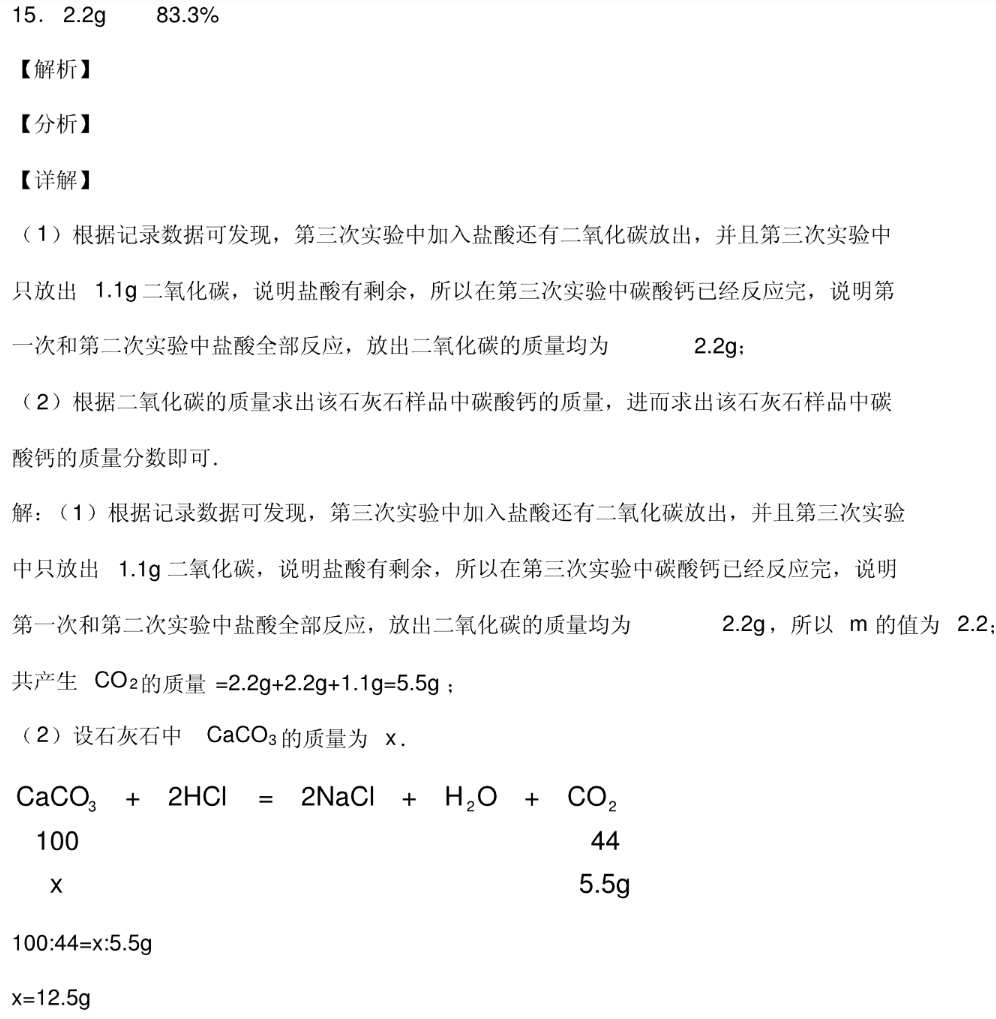 15． 2.2g 83.3%
【解析】
【分析】
【详解】
（1）根据记录数据可发现，第三次实验中加入盐酸还有二氧化碳放出，并且第三次实验中
只放出 1.1g 二氧化碳，说明盐酸有剩余，所以在第三次实验中碳酸钙已经反应完，说明第
一次和第二次实验中盐酸全部反应，放出二氧化碳的质量均为 2.2g；
（2）根据二氧化碳的质量求出该石灰石样品中碳酸钙的质量，进而求出该石灰石样品中碳
酸钙的质量分数即可．
解：（1）根据记录数据可发现，第三次实验中加入盐酸还有二氧化碳放出，并且第三次实验
中只放出 1.1g 二氧化碳，说明盐酸有剩余，所以在第三次实验中碳酸钙已经反应完，说明
第一次和第二次实验中盐酸全部反应，放出二氧化碳的质量均为 2.2g，所以 m 的值为 2.2；
共产生 CO₂的质量 =2.2g+2.2g+1.1g=5.5g ；
（2）设石灰石中 CaCO₃的质量为 x．
CaCO₃ + 2HCl = 2NaCl + H₂O + CO₂
100 44
x 5.5g
100:44=x:5.5g
x=12.5g